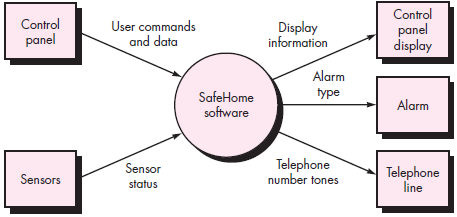 Control
panel
User commands
and data
Display
information
Control
panel
display
SafeHome
software
Alarm
type
Alarm
Sensors
Sensor
status
Telephone
number tones
Telephone
line